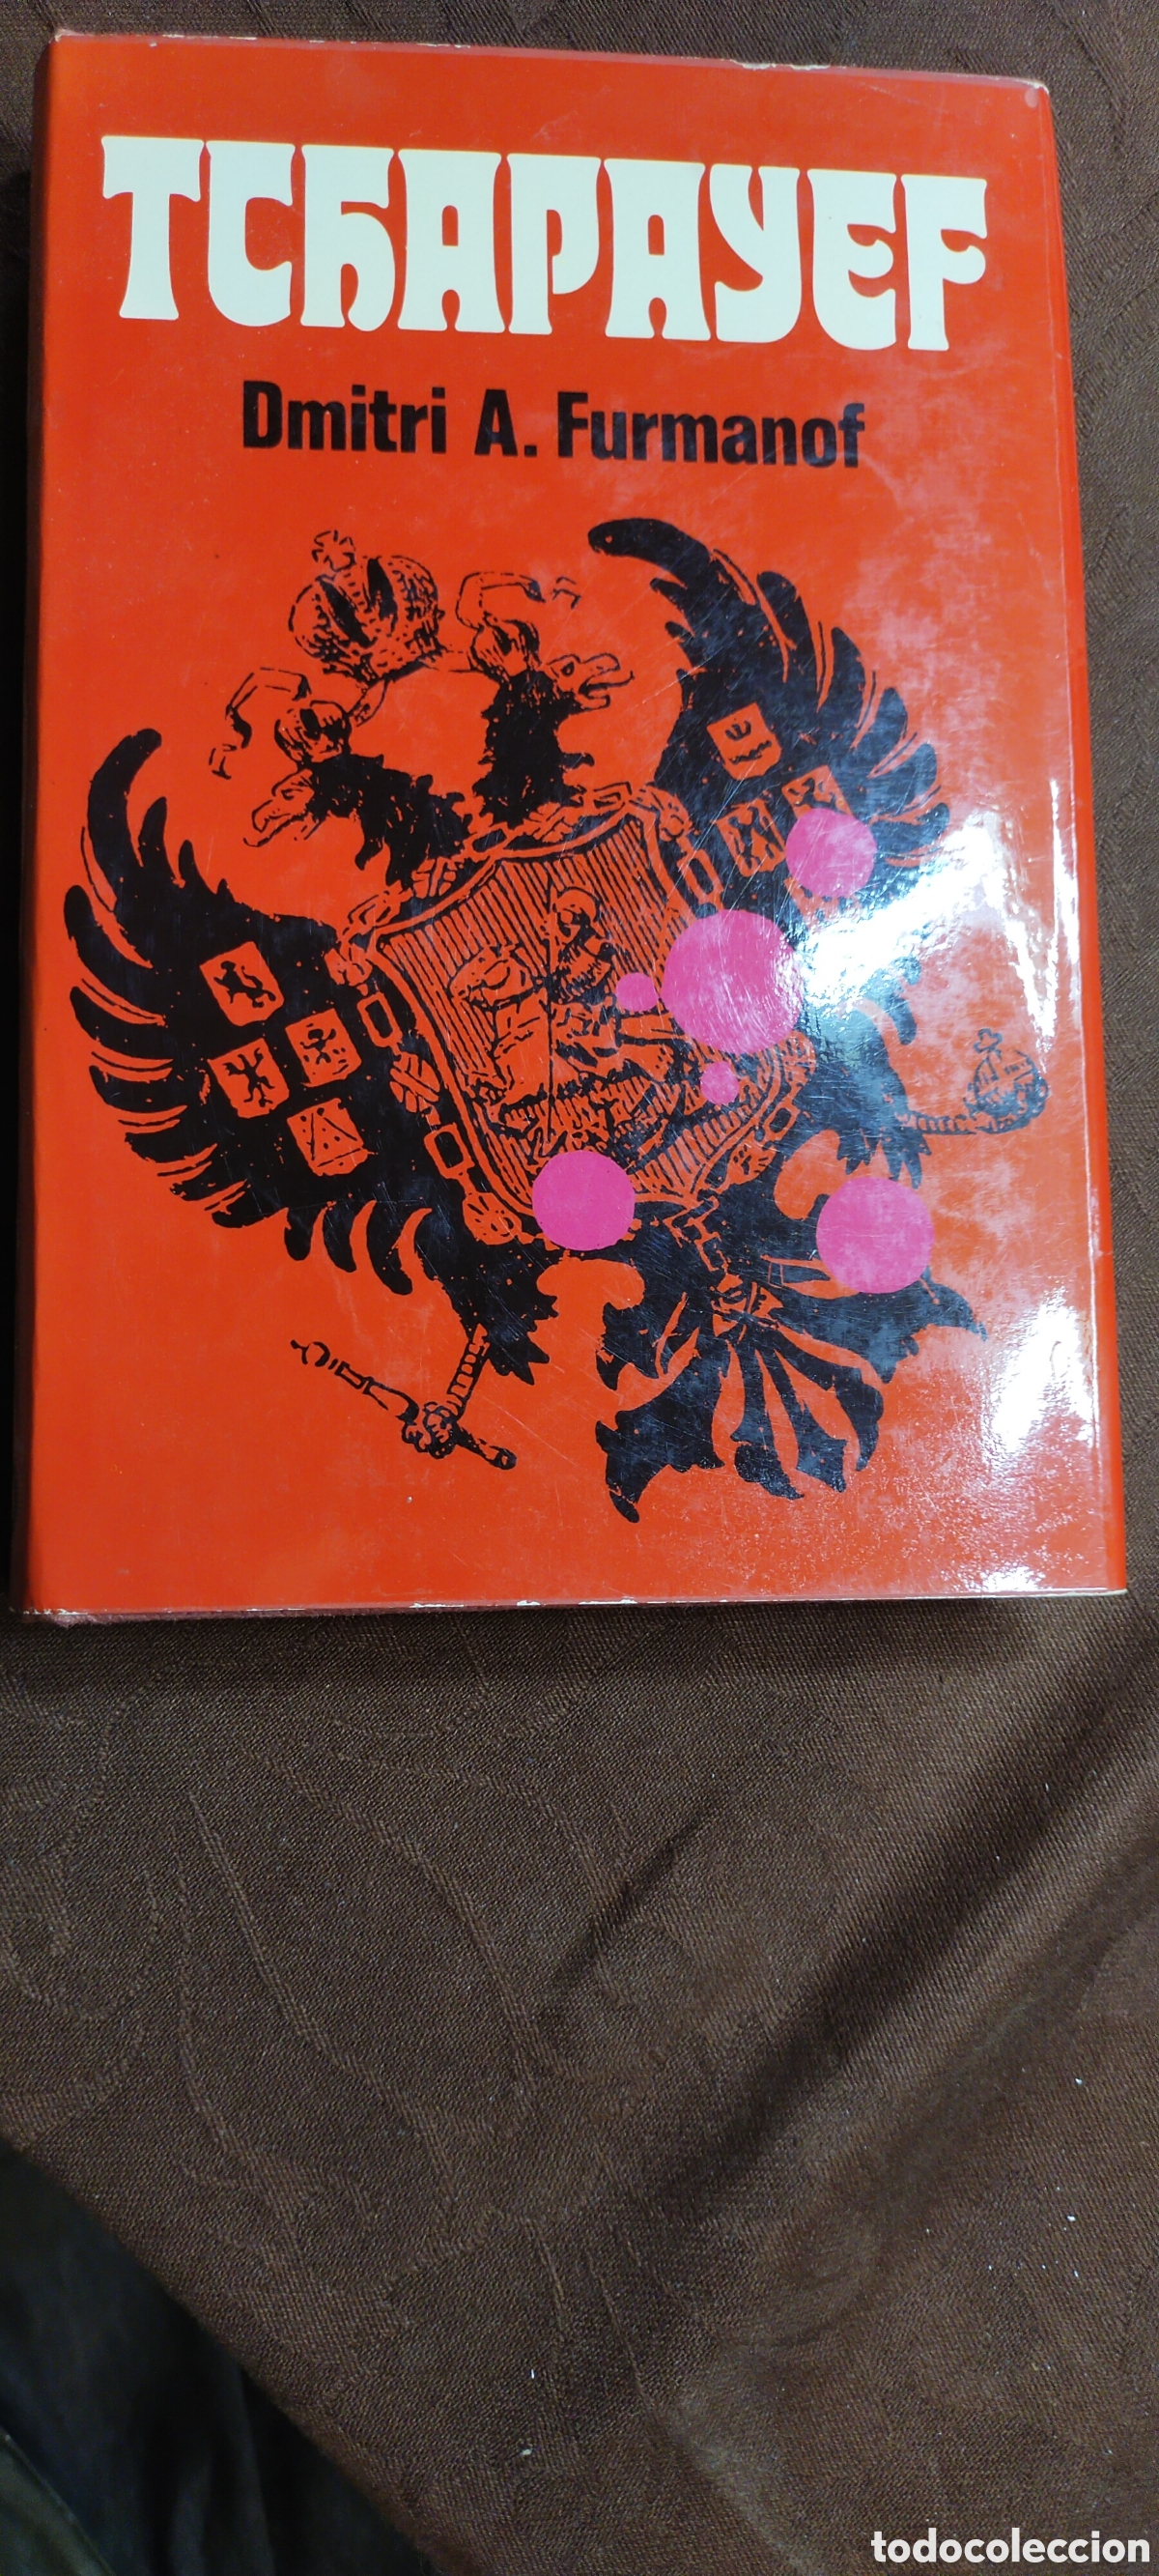 TCHAPAYEF
Dmitri A. Furmanof
todocoleccion